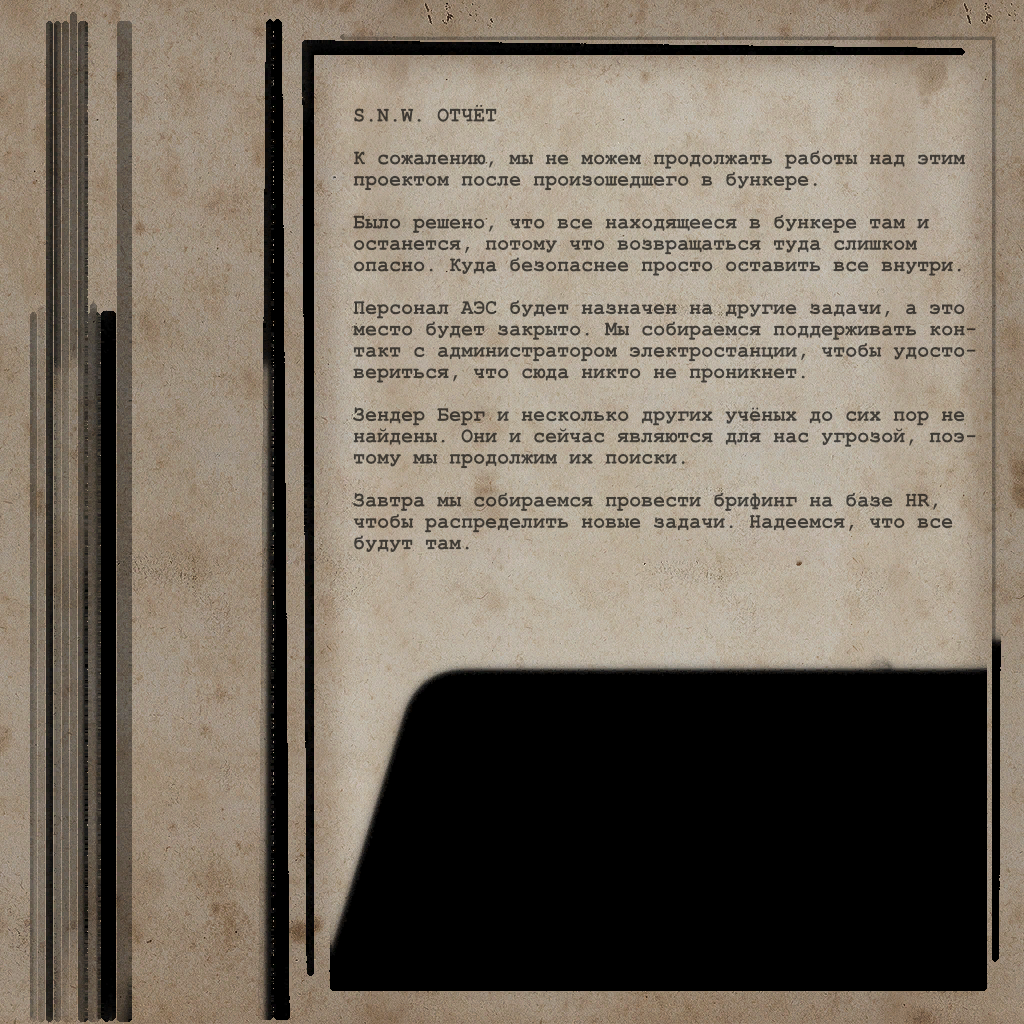 S.N.W. ОТЧЁТ
К сожалению, мы не можем продолжать работы над этим
проектом после произошедшего в бункере.
Было решено, что все находящееся в бункере там и
останется, потому что возвращаться туда слишком
опасно. Куда безопаснее просто оставить все внутри.
Персонал АЭС будет назначен на другие задачи, а это
место будет закрыто. Мы собираемся поддерживать кон-
такт с администратором электростанции, чтобы удосто-
вериться, что сюда никто не проникнет.
Зендер Берг и несколько других учёных до сих пор не
найдены. Они и сейчас являются для нас угрозой, поэ-
тому мы продолжим их поиски.
Завтра мы собираемся провести брифинг на базе HR,
чтобы распределить новые задачи. Надеемся, что все
будут там.